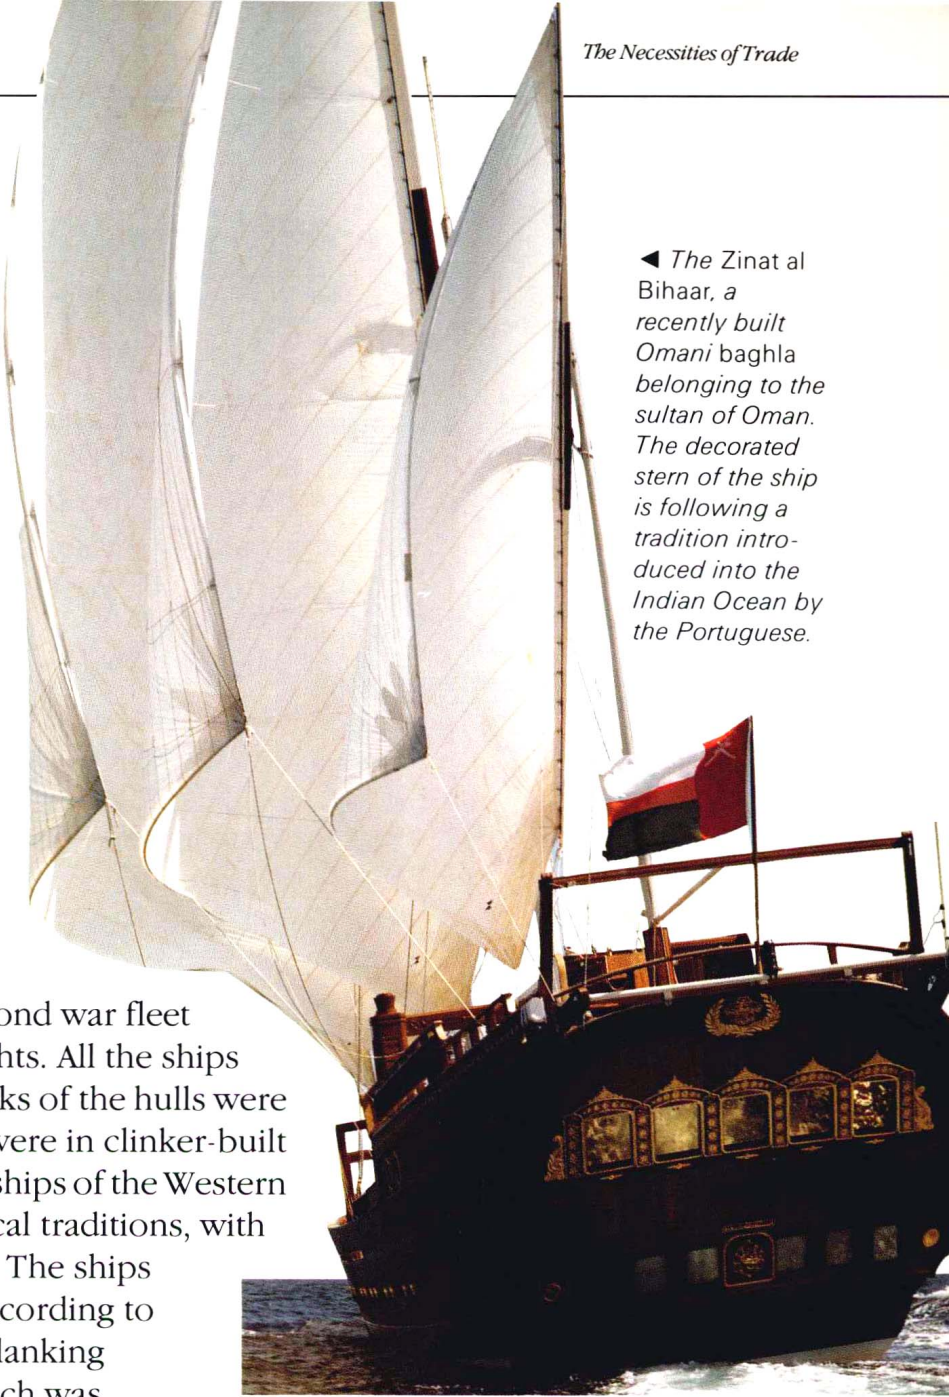 The Necessities of Trade
◄ The Zinat al
Bihaar, a
recently built
Omani baghla
belonging to the
sultan of Oman.
The decorated
stern of the ship
is following a
tradition intro-
duced into the
Indian Ocean by
the Portuguese.
ond war fleet
hts. All the ships
ks of the hulls were
were in clinker-built
ships of the Western
cal traditions, with
The ships
cording to
lanking
ch was